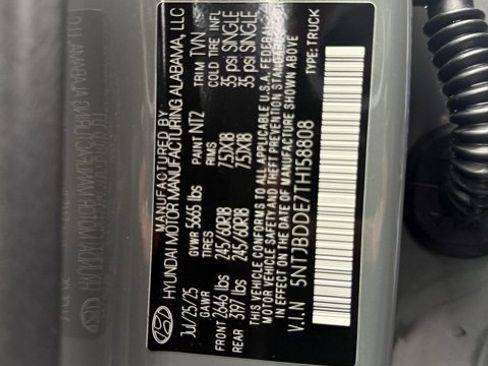 MANUFACTURED BY
HYUNDAI MOTOR MANUFACTURING ALABAMA, LLC
Jul/25/25 GVWR 5665 lbs PAINT NTZ TRIM TVN
GAWR TIRES RIMS COLD TIRE INFL
FRONT 2646 lbs 245/60R18 7.5JX18 35 psi SINGLE
REAR 3197 lbs 245/60R18 7.5JX18 35 psi SINGLE
THIS VEHICLE CONFORMS TO ALL APPLICABLE U.S.A. FEDERAL
MOTOR VEHICLE SAFETY AND THEFT PREVENTION STANDARDS
IN EFFECT ON THE DATE OF MANUFACTURE SHOWN ABOVE
V.I.N 5NTJBDDE7TH158808 TYPE: TRUCK